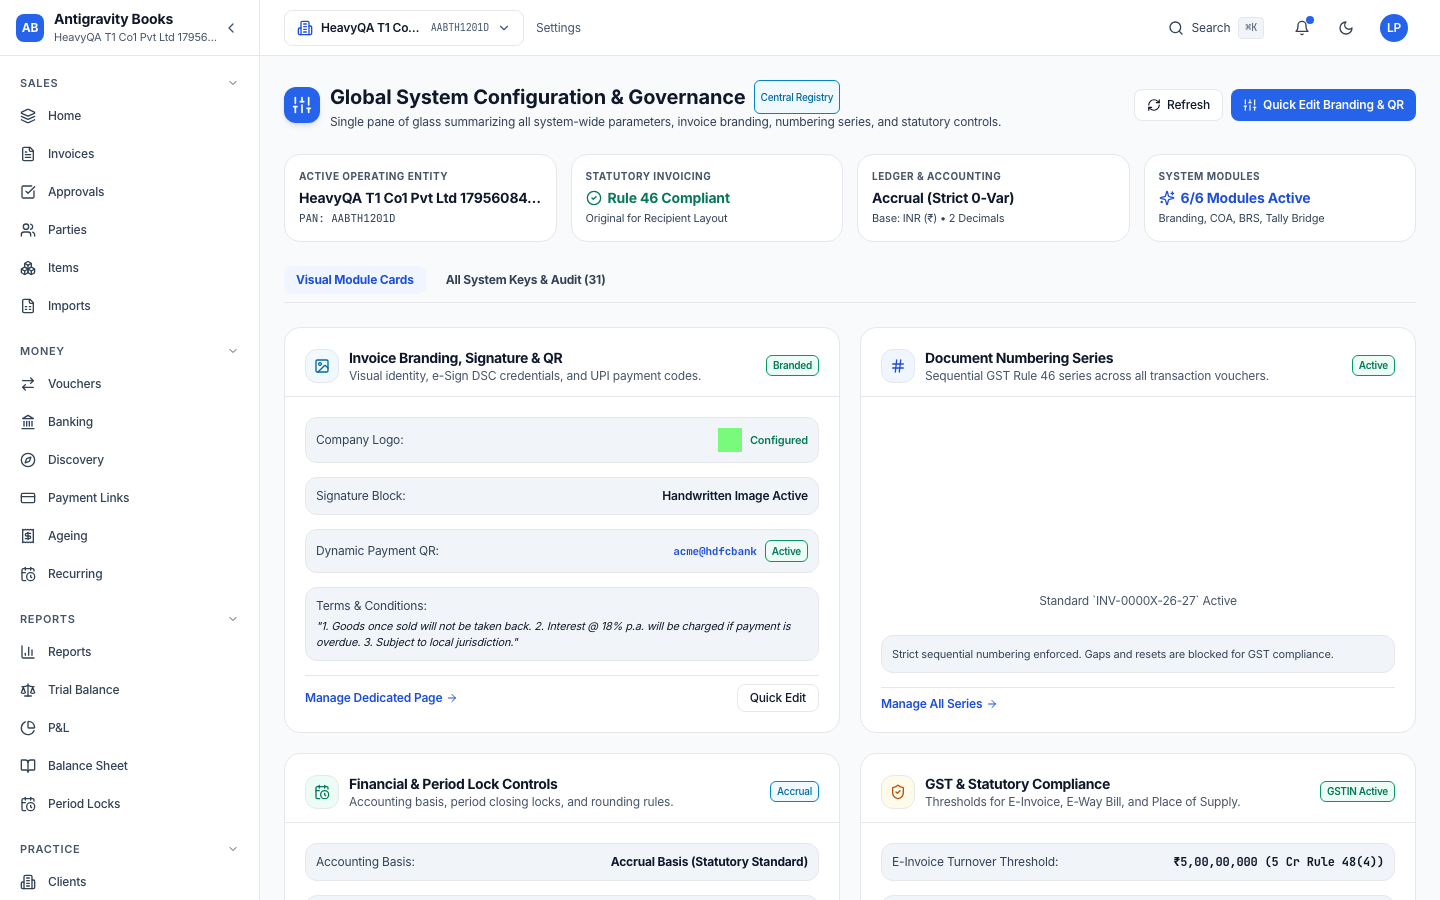 AB
Antigravity Books
HeavyQA T1 Co1 Pvt Ltd 17956...
HeavyQA T1 Co... AABTH1201D
Settings
Search ⌘K
LP
SALES
Home
Invoices
Approvals
Parties
Items
Imports
MONEY
Vouchers
Banking
Discovery
Payment Links
Ageing
Recurring
REPORTS
Reports
Trial Balance
P&L
Balance Sheet
Period Locks
PRACTICE
Clients
Global System Configuration & Governance
Central Registry
Single pane of glass summarizing all system-wide parameters, invoice branding, numbering series, and statutory controls.
Refresh
Quick Edit Branding & QR
ACTIVE OPERATING ENTITY
HeavyQA T1 Co1 Pvt Ltd 17956084...
PAN: AABTH1201D
STATUTORY INVOICING
Rule 46 Compliant
Original for Recipient Layout
LEDGER & ACCOUNTING
Accrual (Strict 0-Var)
Base: INR (₹) • 2 Decimals
SYSTEM MODULES
6/6 Modules Active
Branding, COA, BRS, Tally Bridge
Visual Module Cards
All System Keys & Audit (31)
Invoice Branding, Signature & QR
Visual identity, e-Sign DSC credentials, and UPI payment codes.
Branded
Company Logo:
Configured
Signature Block:
Handwritten Image Active
Dynamic Payment QR:
acme@hdfcbank
Active
Terms & Conditions:
"1. Goods once sold will not be taken back. 2. Interest @ 18% p.a. will be charged if payment is
overdue. 3. Subject to local jurisdiction."
Manage Dedicated Page →
Quick Edit
Document Numbering Series
Sequential GST Rule 46 series across all transaction vouchers.
Active
Standard `INV-0000X-26-27` Active
Strict sequential numbering enforced. Gaps and resets are blocked for GST compliance.
Manage All Series →
Financial & Period Lock Controls
Accounting basis, period closing locks, and rounding rules.
Accrual
Accounting Basis:
Accrual Basis (Statutory Standard)
GST & Statutory Compliance
Thresholds for E-Invoice, E-Way Bill, and Place of Supply.
GSTIN Active
E-Invoice Turnover Threshold:
₹5,00,00,000 (5 Cr Rule 48(4))